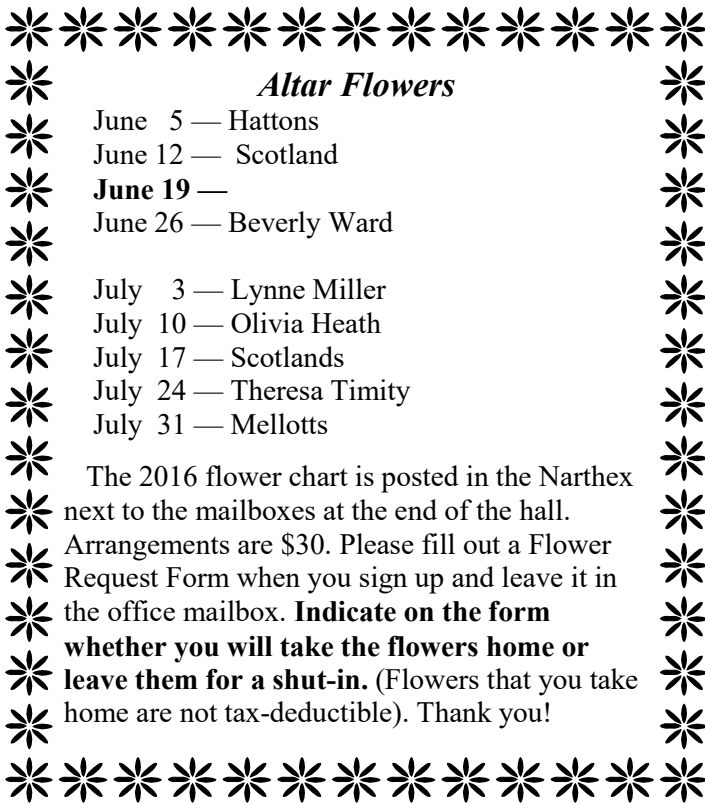 Altar Flowers
June 5 — Hattons
June 12 — Scotland
June 19 —
June 26 — Beverly Ward
July 3 — Lynne Miller
July 10 — Olivia Heath
July 17 — Scotlands
July 24 — Theresa Timity
July 31 — Mellotts
The 2016 flower chart is posted in the Narthex
next to the mailboxes at the end of the hall.
Arrangements are $30. Please fill out a Flower
Request Form when you sign up and leave it in
the office mailbox. Indicate on the form
whether you will take the flowers home or
leave them for a shut-in. (Flowers that you take
home are not tax-deductible). Thank you!